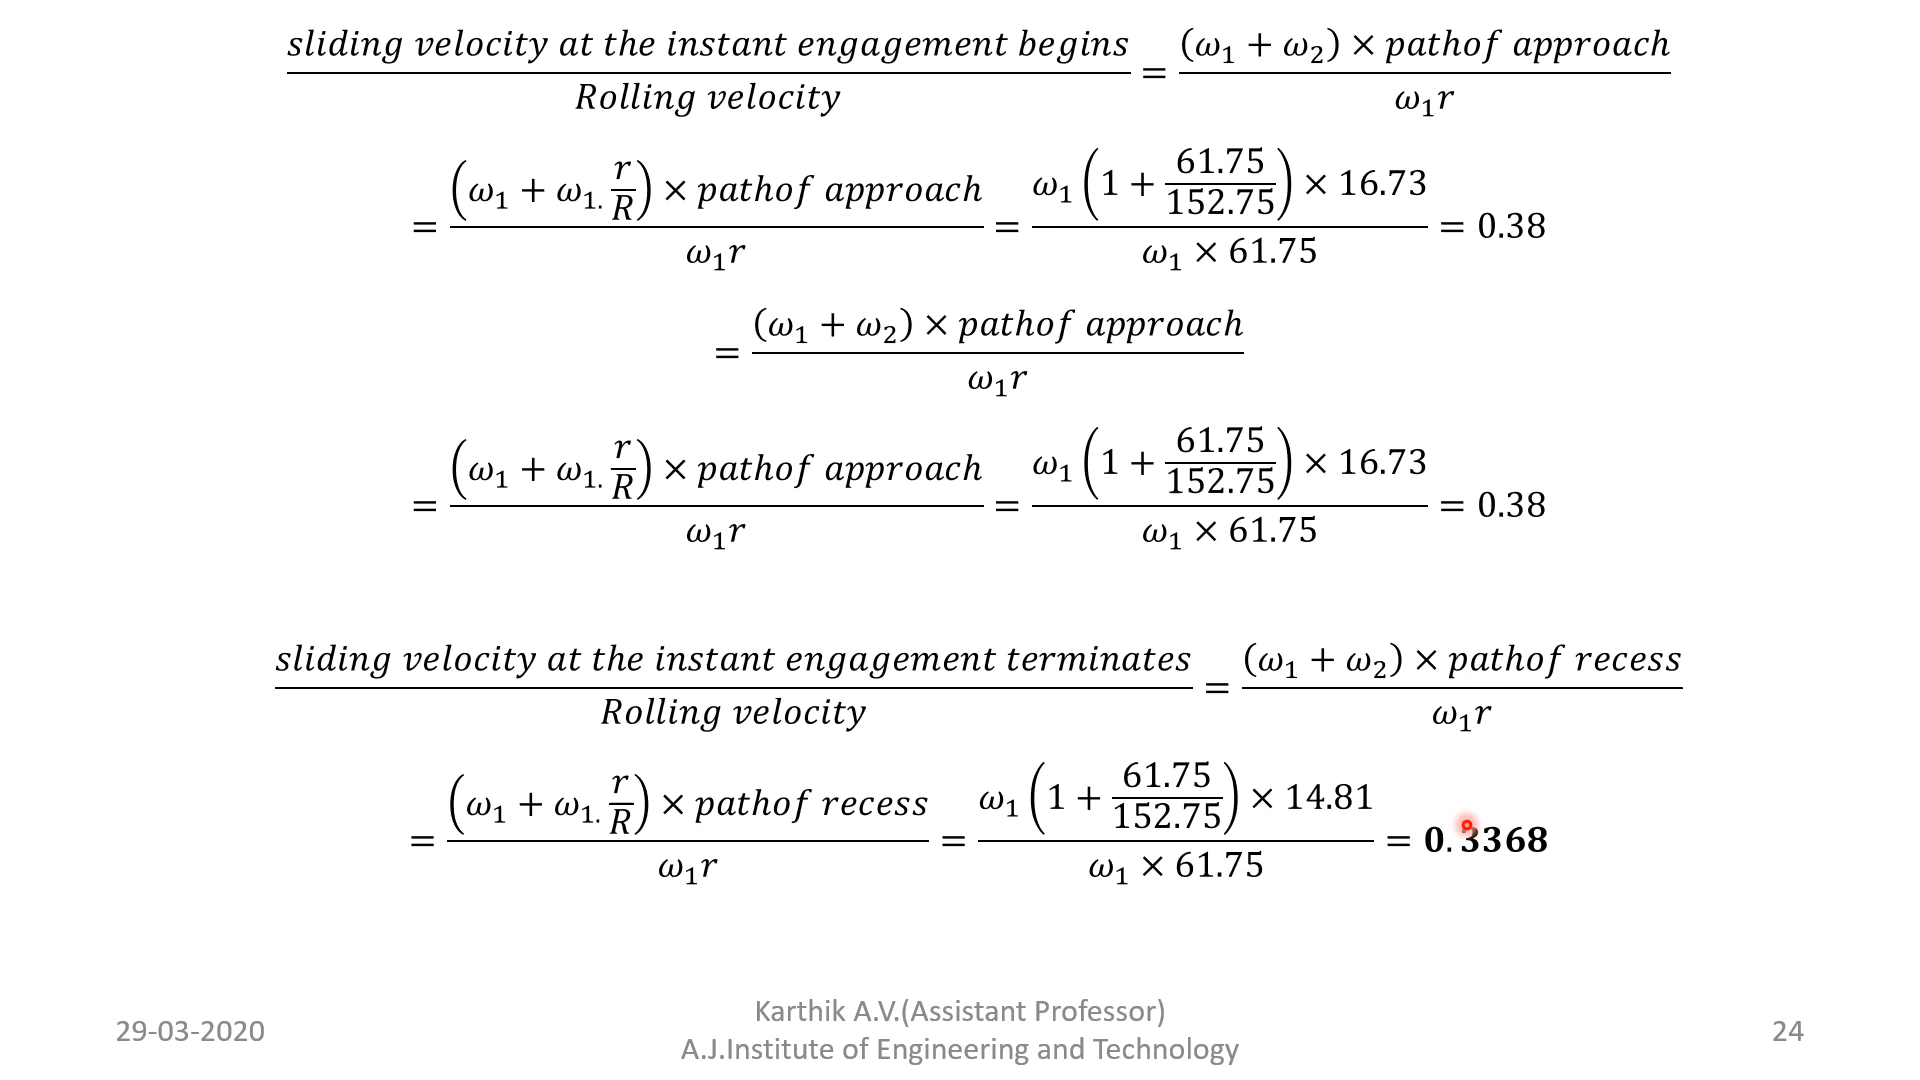 sliding velocity at the instant engagement begins / Rolling velocity = (ω₁ + ω₂) × pathof approach / ω₁r
= (ω₁ + ω₁. r/R) × pathof approach / ω₁r = ω₁ (1 + 61.75/152.75) × 16.73 / ω₁ × 61.75 = 0.38
= (ω₁ + ω₂) × pathof approach / ω₁r
= (ω₁ + ω₁. r/R) × pathof approach / ω₁r = ω₁ (1 + 61.75/152.75) × 16.73 / ω₁ × 61.75 = 0.38
sliding velocity at the instant engagement terminates / Rolling velocity = (ω₁ + ω₂) × pathof recess / ω₁r
= (ω₁ + ω₁. r/R) × pathof recess / ω₁r = ω₁ (1 + 61.75/152.75) × 14.81 / ω₁ × 61.75 = 0.3368
29-03-2020
Karthik A.V.(Assistant Professor)
A.J.Institute of Engineering and Technology
24